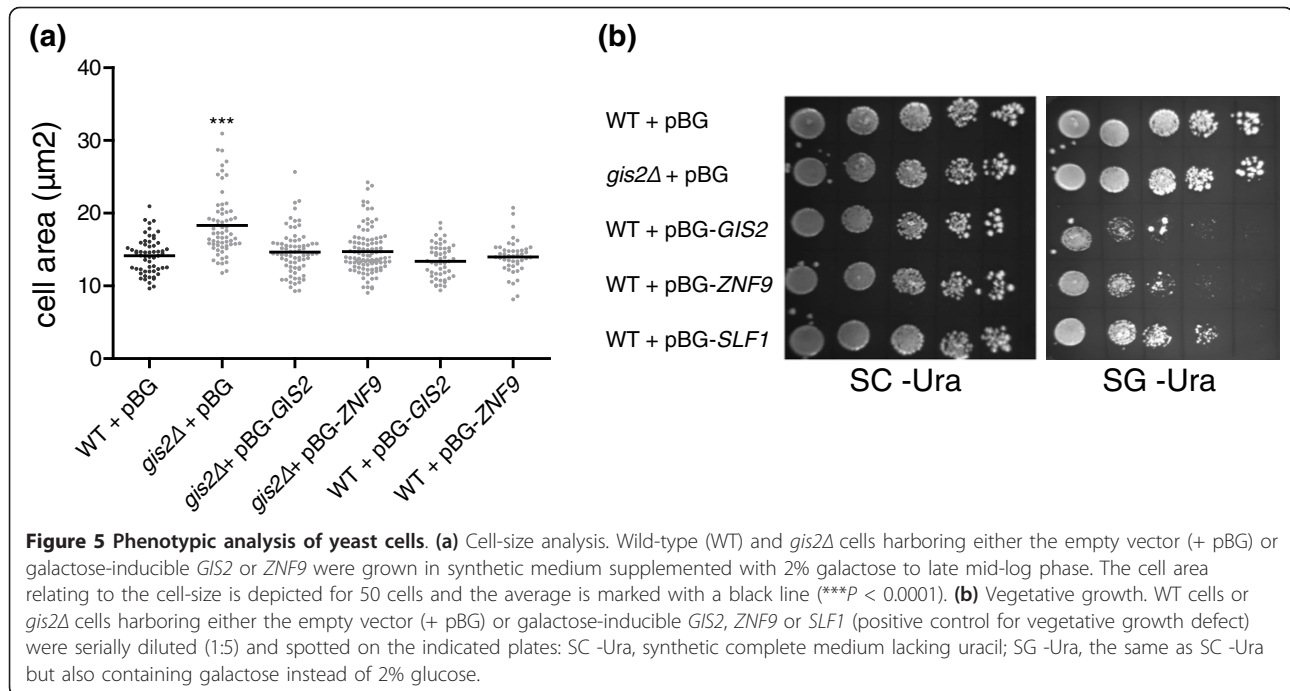 (a)
40
30
20
10
0
cell area (µm2)
***
WT + pBG
gis2Δ + pBG
gis2Δ+ pBG-GIS2
gis2Δ+ pBG-ZNF9
WT + pBG-GIS2
WT + pBG-ZNF9
(b)
WT + pBG
gis2Δ + pBG
WT + pBG-GIS2
WT + pBG-ZNF9
WT + pBG-SLF1
SC -Ura
SG -Ura
Figure 5 Phenotypic analysis of yeast cells. (a) Cell-size analysis. Wild-type (WT) and gis2Δ cells harboring either the empty vector (+ pBG) or
galactose-inducible GIS2 or ZNF9 were grown in synthetic medium supplemented with 2% galactose to late mid-log phase. The cell area
relating to the cell-size is depicted for 50 cells and the average is marked with a black line (***P < 0.0001). (b) Vegetative growth. WT cells or
gis2Δ cells harboring either the empty vector (+ pBG) or galactose-inducible GIS2, ZNF9 or SLF1 (positive control for vegetative growth defect)
were serially diluted (1:5) and spotted on the indicated plates: SC -Ura, synthetic complete medium lacking uracil; SG -Ura, the same as SC -Ura
but also containing galactose instead of 2% glucose.